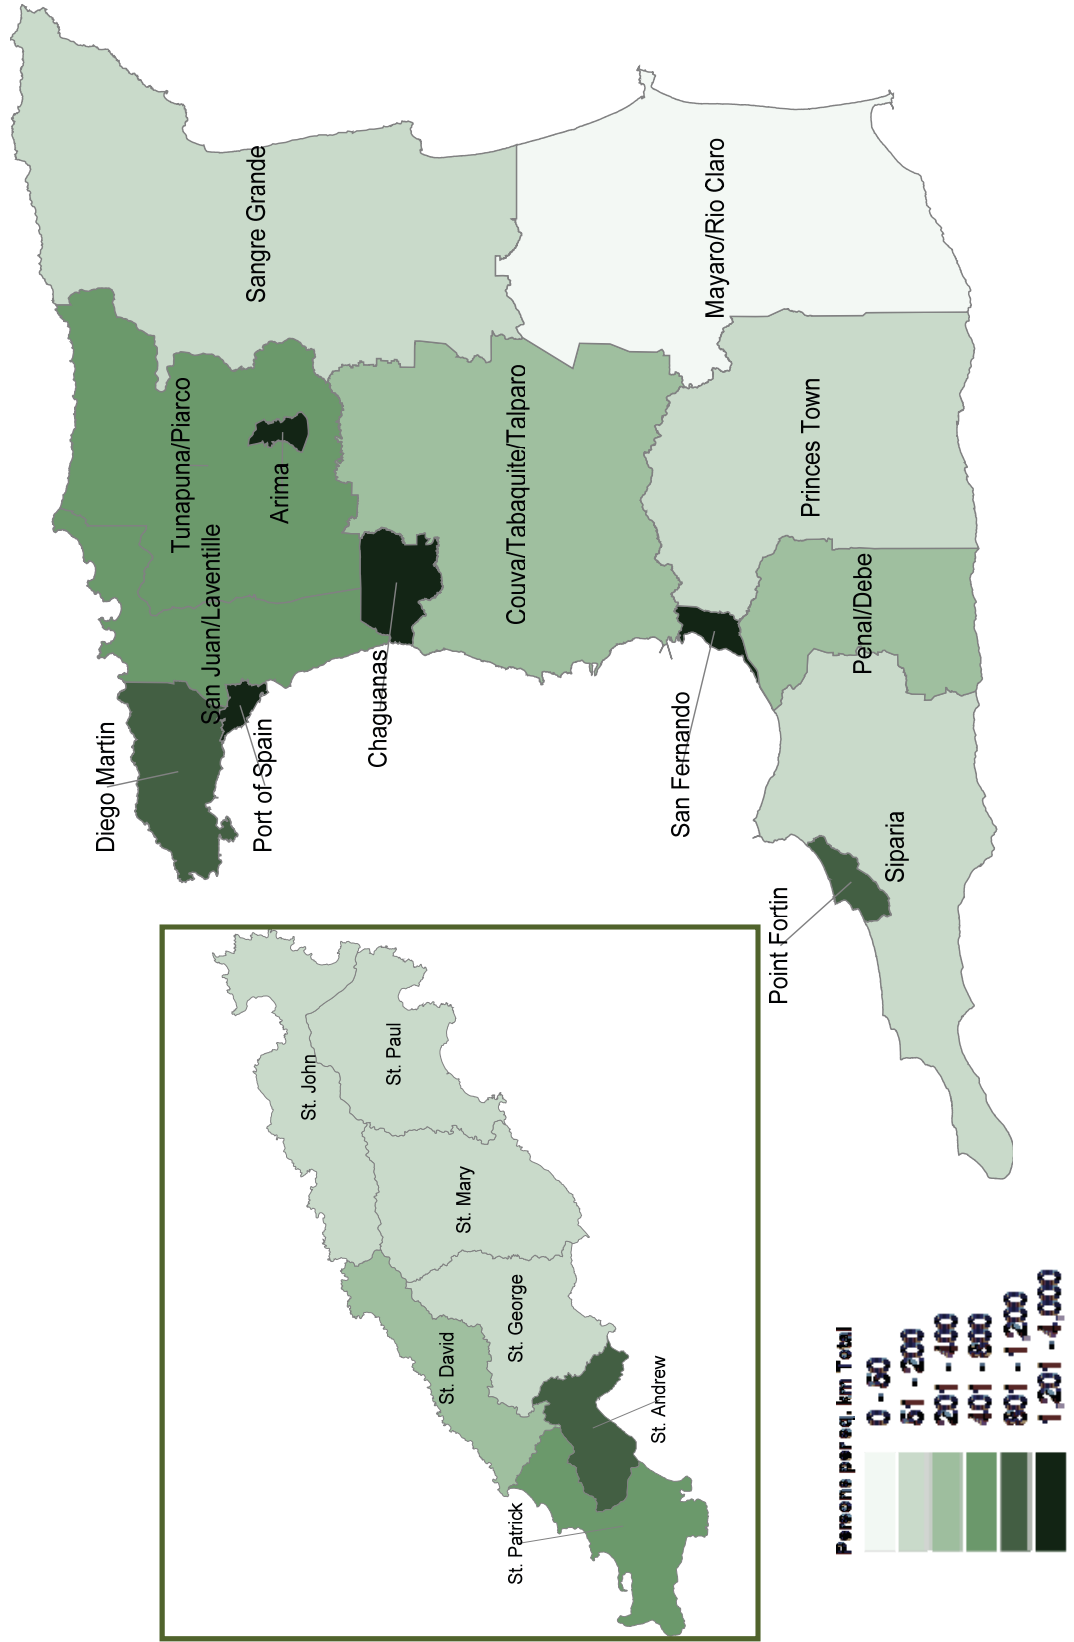 Sangre Grande
Mayaro/Rio Claro
Tunapuna/Piarco
Arima
Couva/Tabaquite/Talparo
Princes Town
San Juan/Laventille
Penal/Debe
Diego Martin
Port of Spain
Chaguanas
San Fernando
Siparia
Point Fortin
St. John
St. Paul
St. Mary
St. George
St. David
St. Andrew
St. Patrick
Persons per sq. km Total
0 - 50
51 - 200
201 - 400
401 - 800
801 - 1,200
1,201 - 4,000